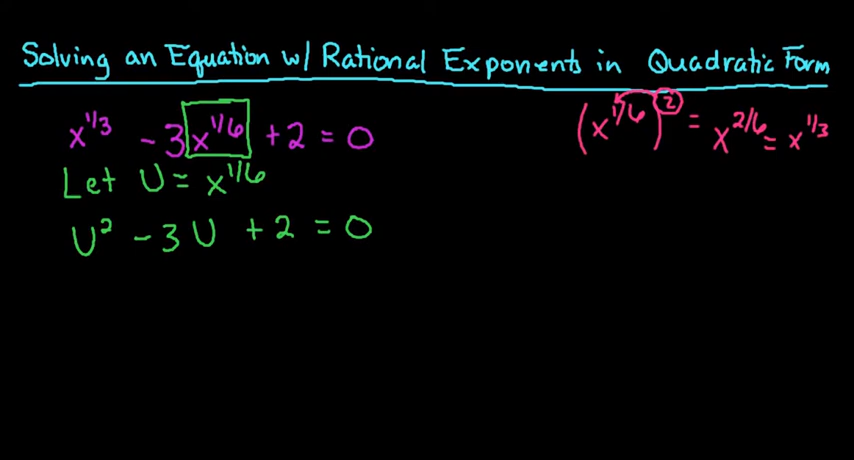 Solving an Equation w/ Rational Exponents in Quadratic Form
x^{1/3} - 3x^{1/6} + 2 = 0
(x^{1/6})^2 = x^{2/6} = x^{1/3}
Let U = x^{1/6}
U^2 - 3U + 2 = 0